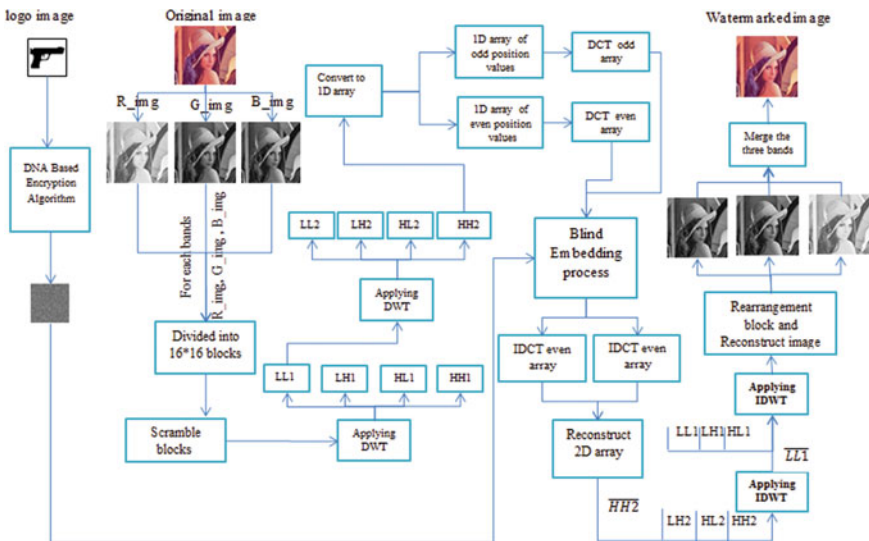 logo image
Original image
Watermarked image
R_img
G_img
B_img
DNA Based
Encryption
Algorithm
For each bands
R_img, G_img , B_img
Divided into
16*16 blocks
Scramble
blocks
Applying
DWT
LL1
LH1
HL1
HH1
Applying
DWT
LL2
LH2
HL2
HH2
Convert to
1D array
1D array of
odd position
values
1D array of
even position
values
DCT odd
array
DCT even
array
Blind
Embedding
process
IDCT even
array
IDCT even
array
Reconstruct
2D array
HH2
LH2
HL2
HH2
Applying
IDWT
LL1
LL1
LH1
HL1
Applying
IDWT
Rearrangement
block and
Reconstruct image
Merge the
three bands